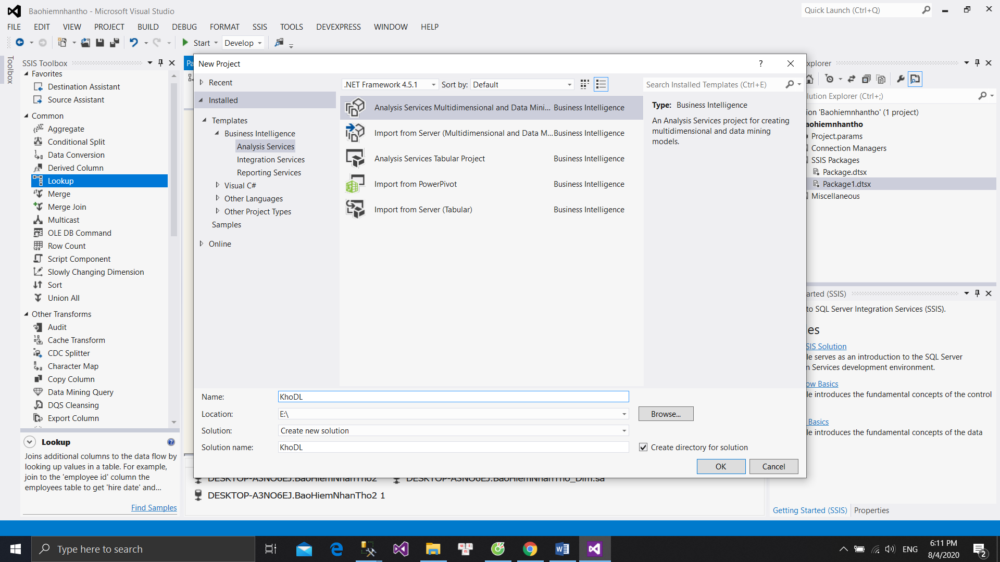 Baohiemnhantho - Microsoft Visual Studio
Quick Launch (Ctrl+Q)
FILE EDIT VIEW PROJECT BUILD DEBUG FORMAT SSIS TOOLS DEVEXPRESS WINDOW HELP
Start Develop
Toolbox
SSIS Toolbox
Favorites
Destination Assistant
Source Assistant
Common
Aggregate
Conditional Split
Data Conversion
Derived Column
Lookup
Merge
Merge Join
Multicast
OLE DB Command
Row Count
Script Component
Slowly Changing Dimension
Sort
Union All
Other Transforms
Audit
Cache Transform
CDC Splitter
Character Map
Copy Column
Data Mining Query
DQS Cleansing
Export Column
Lookup
Joins additional columns to the data flow by
looking up values in a table. For example,
join to the 'employee id' column the
employees table to get 'hire date' and...
Find Samples
Pa
New Project
?
Recent
Installed
Templates
Business Intelligence
Analysis Services
Integration Services
Reporting Services
Visual C#
Other Languages
Other Project Types
Samples
Online
.NET Framework 4.5.1 Sort by: Default
Search Installed Templates (Ctrl+E)
Analysis Services Multidimensional and Data Mini... Business Intelligence
Import from Server (Multidimensional and Data M... Business Intelligence
Analysis Services Tabular Project Business Intelligence
Import from PowerPivot Business Intelligence
Import from Server (Tabular) Business Intelligence
Type: Business Intelligence
An Analysis Services project for creating
multidimensional and data mining
models.
Name: KhoDL
Location: E:\
Browse...
Solution: Create new solution
Solution name: KhoDL
Create directory for solution
OK Cancel
DESKTOP-A3NO6EJ.BaoHiemNhanTho2 DESKTOP-A3NO6EJ.BaoHiemNhanTho_Dim.sa
DESKTOP-A3NO6EJ.BaoHiemNhanTho2 1
xplorer
lution Explorer (Ctrl+;)
ion 'Baohiemnhantho' (1 project)
aohiemnhantho
Project.params
Connection Managers
SSIS Packages
Package.dtsx
Package1.dtsx
Miscellaneous
arted (SSIS)
to SQL Server Integration Services (SSIS).
es
SIS Solution
le serves as an introduction to the SQL Server
n Services development environment.
ow Basics
le introduces the fundamental concepts of the control
Basics
le introduces the fundamental concepts of the data
Getting Started (SSIS) Properties
Type here to search
ENG
6:11 PM
8/4/2020
2